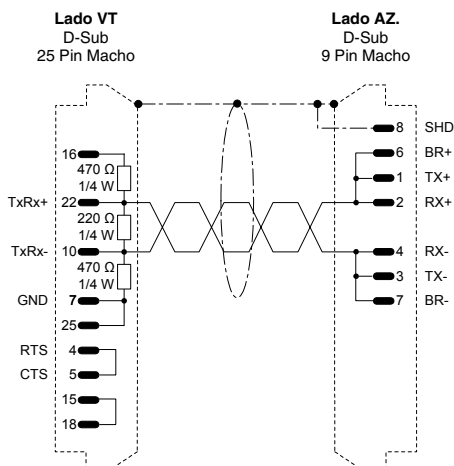 Lado VT
D-Sub
25 Pin Macho
Lado AZ.
D-Sub
9 Pin Macho
16
470 Ω
1/4 W
TxRx+ 22
220 Ω
1/4 W
TxRx- 10
470 Ω
1/4 W
GND 7
25
RTS 4
CTS 5
15
18
8 SHD
6 BR+
1 TX+
2 RX+
4 RX-
3 TX-
7 BR-